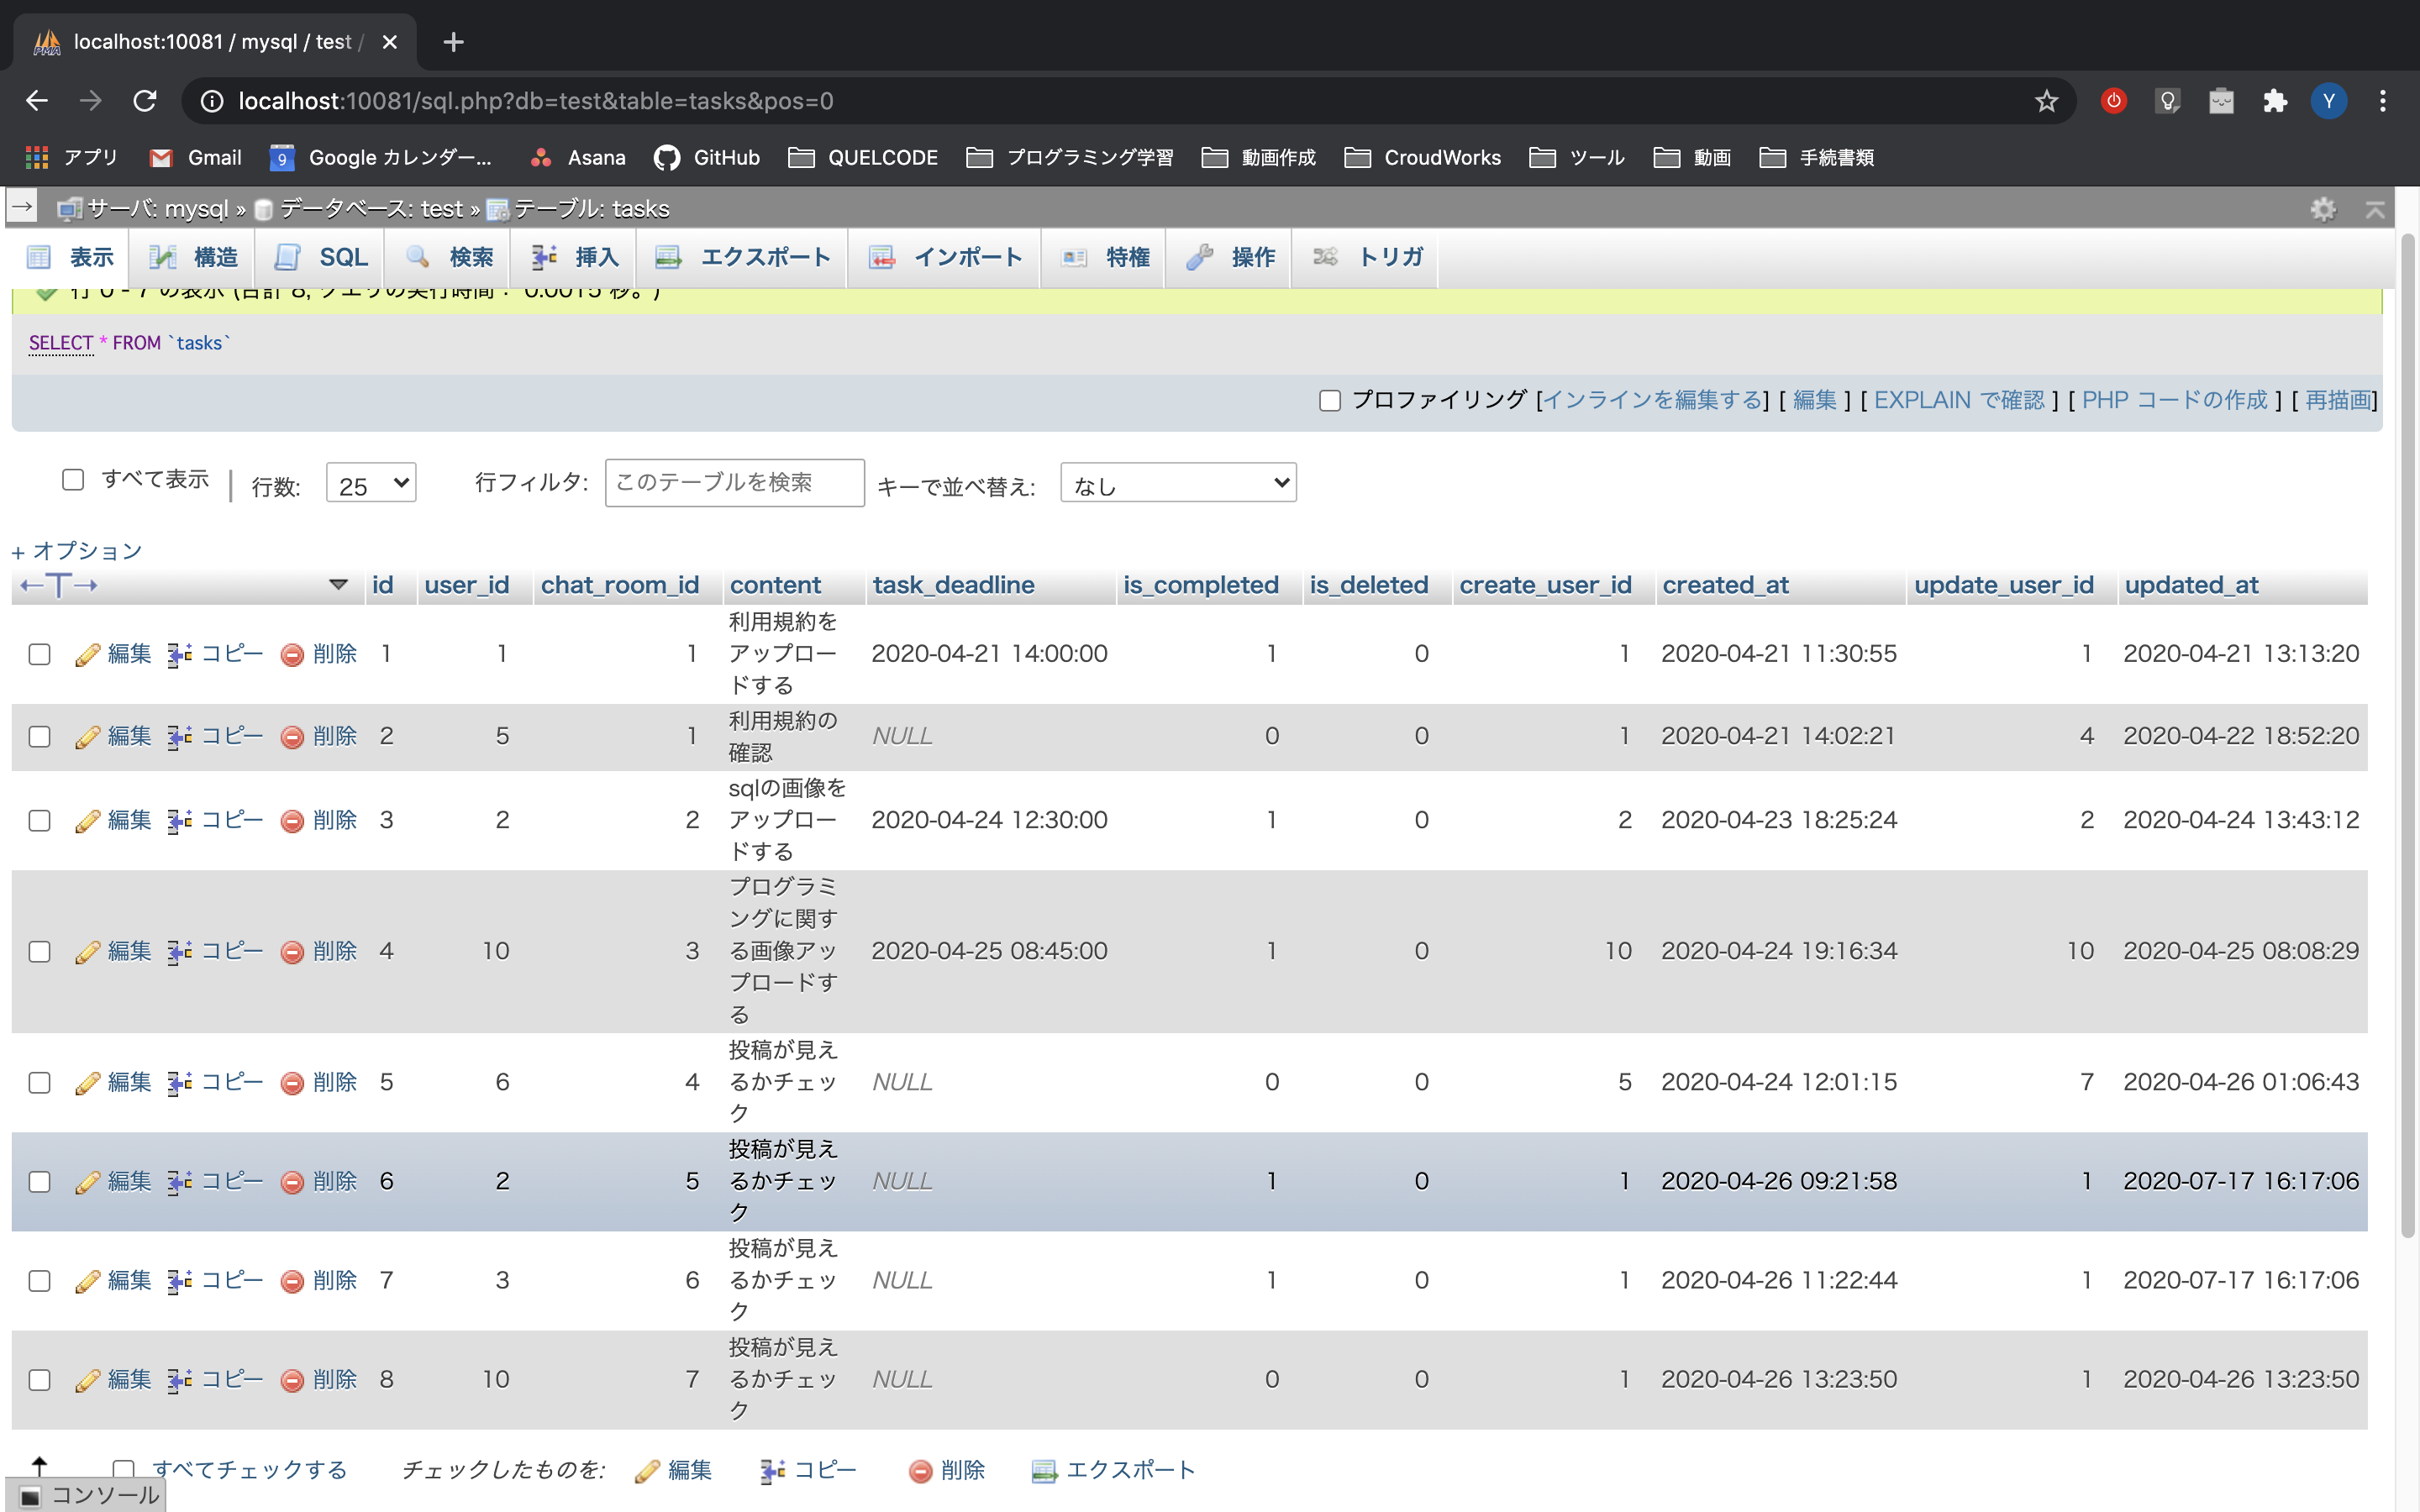 localhost:10081 / mysql / test /
localhost:10081/sql.php?db=test&table=tasks&pos=0
アプリ Gmail Google カレンダー... Asana GitHub QUELCODE プログラミング学習 動画作成 CroudWorks ツール 動画 手続書類
サーバ: mysql » データベース: test » テーブル: tasks
表示 構造 SQL 検索 挿入 エクスポート インポート 特権 操作 トリガ
行 0 - 7 の表示 (合計 8, クエリの実行時間： 0.0015 秒。)
SELECT * FROM `tasks`
プロファイリング [インラインを編集する] [ 編集 ] [ EXPLAIN で確認 ] [ PHP コードの作成 ] [ 再描画]
すべて表示 | 行数: 25 行フィルタ: このテーブルを検索 キーで並べ替え: なし
+ オプション
←T→ id user_id chat_room_id content task_deadline is_completed is_deleted create_user_id created_at update_user_id updated_at
編集 コピー 削除 1 1 1 利用規約をアップロードする 2020-04-21 14:00:00 1 0 1 2020-04-21 11:30:55 1 2020-04-21 13:13:20
編集 コピー 削除 2 5 1 利用規約の確認 NULL 0 0 1 2020-04-21 14:02:21 4 2020-04-22 18:52:20
編集 コピー 削除 3 2 2 sqlの画像をアップロードする 2020-04-24 12:30:00 1 0 2 2020-04-23 18:25:24 2 2020-04-24 13:43:12
編集 コピー 削除 4 10 3 プログラミングに関する画像アップロードする 2020-04-25 08:45:00 1 0 10 2020-04-24 19:16:34 10 2020-04-25 08:08:29
編集 コピー 削除 5 6 4 投稿が見えるかチェック NULL 0 0 5 2020-04-24 12:01:15 7 2020-04-26 01:06:43
編集 コピー 削除 6 2 5 投稿が見えるかチェック NULL 1 0 1 2020-04-26 09:21:58 1 2020-07-17 16:17:06
編集 コピー 削除 7 3 6 投稿が見えるかチェック NULL 1 0 1 2020-04-26 11:22:44 1 2020-07-17 16:17:06
編集 コピー 削除 8 10 7 投稿が見えるかチェック NULL 0 0 1 2020-04-26 13:23:50 1 2020-04-26 13:23:50
すべてチェックする チェックしたものを: 編集 コピー 削除 エクスポート
コンソール